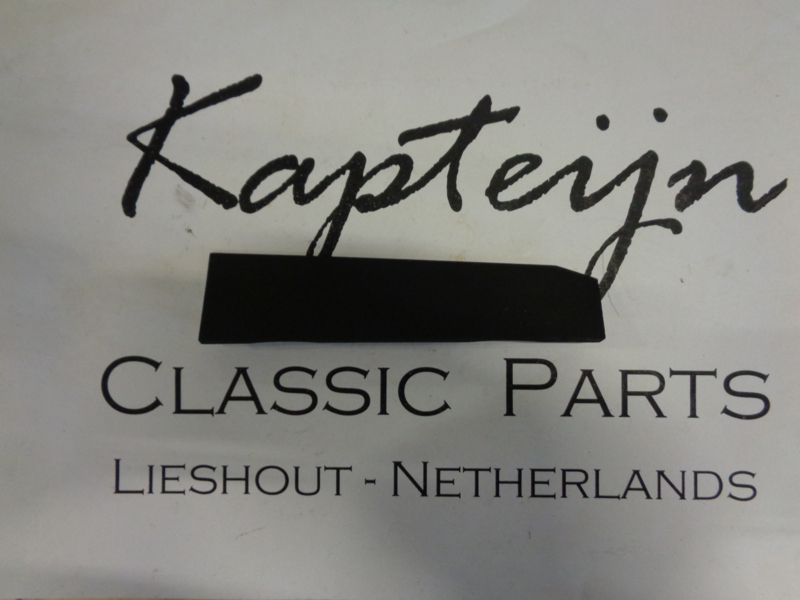 Kapteijn
CLASSIC PARTS
LIESHOUT - NETHERLANDS